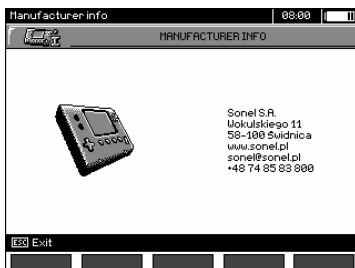 Manufacturer info 08:00
MANUFACTURER INFO
Sonel S.A.
Wokulskiego 11
58-100 Świdnica
www.sonel.pl
sonel@sonel.pl
+48 74 85 83 800
ESC Exit